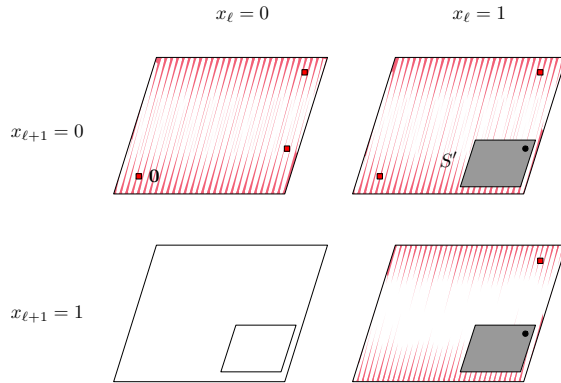 x_ℓ = 0
x_ℓ = 1
x_{ℓ+1} = 0
0
S′
x_{ℓ+1} = 1